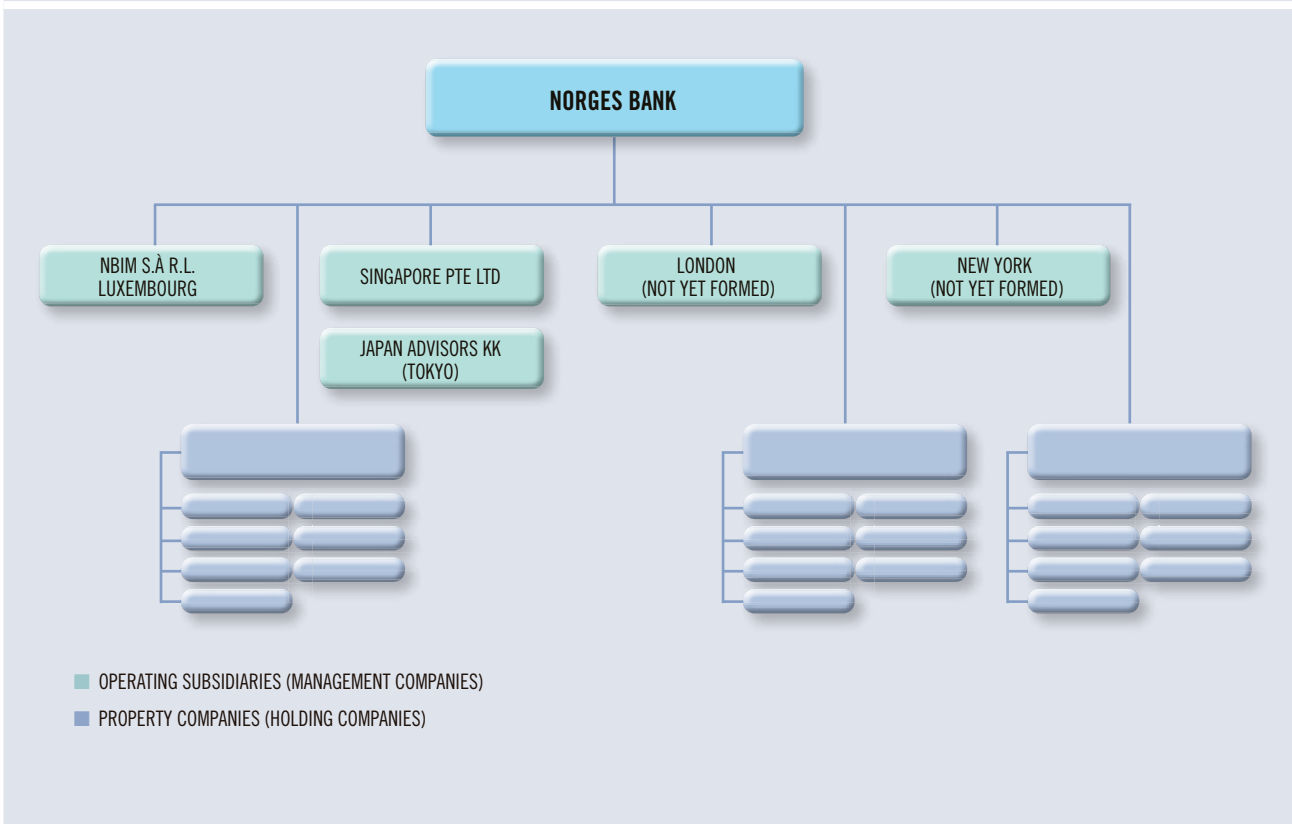 NORGES BANK
NBIM S.À R.L.
LUXEMBOURG
SINGAPORE PTE LTD
LONDON
(NOT YET FORMED)
NEW YORK
(NOT YET FORMED)
JAPAN ADVISORS KK
(TOKYO)
OPERATING SUBSIDIARIES (MANAGEMENT COMPANIES)
PROPERTY COMPANIES (HOLDING COMPANIES)